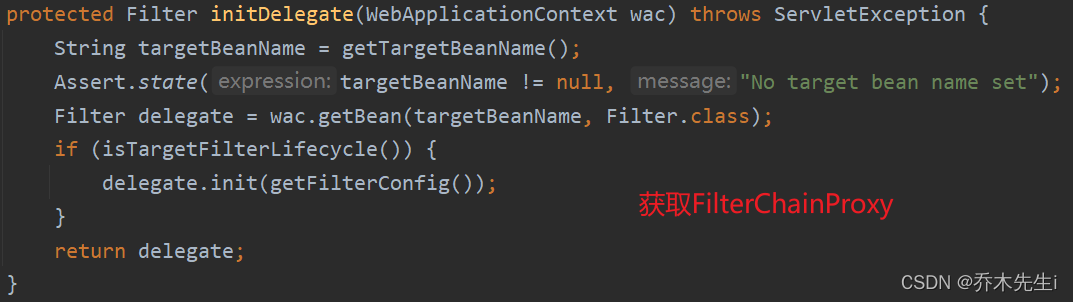 protected Filter initDelegate(WebApplicationContext wac) throws ServletException {
String targetBeanName = getTargetBeanName();
Assert.state( expression: targetBeanName != null, message: "No target bean name set");
Filter delegate = wac.getBean(targetBeanName, Filter.class);
if (isTargetFilterLifecycle()) {
delegate.init(getFilterConfig());
获取FilterChainProxy
}
return delegate;
}
CSDN @乔木先生i